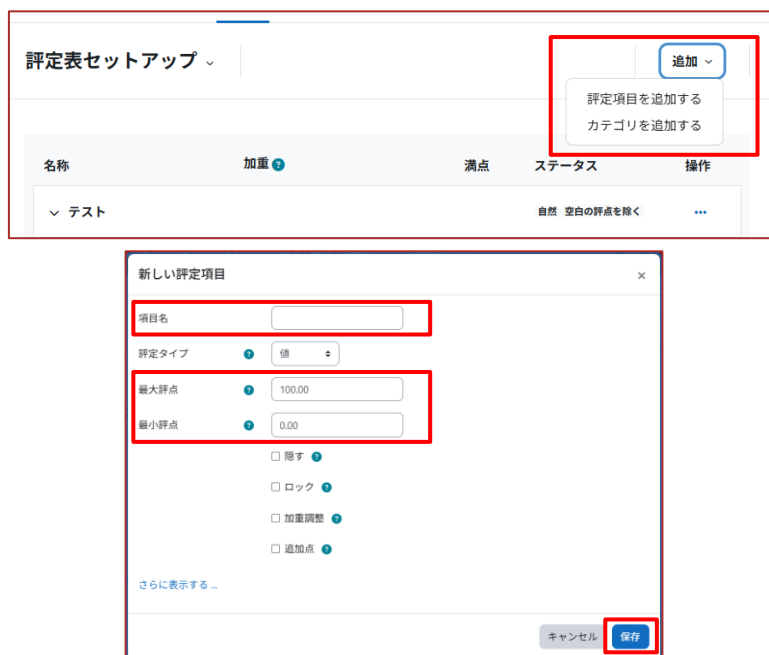 評定表セットアップ
追加
評定項目を追加する
カテゴリを追加する
名称 加重 ? 満点 ステータス 操作
テスト 自然 空白の評点を除く ...
新しい評定項目 ×
項目名
評定タイプ ? 値
最大評点 ? 100.00
最小評点 ? 0.00
隠す ?
ロック ?
加重調整 ?
追加点 ?
さらに表示する ...
キャンセル 保存